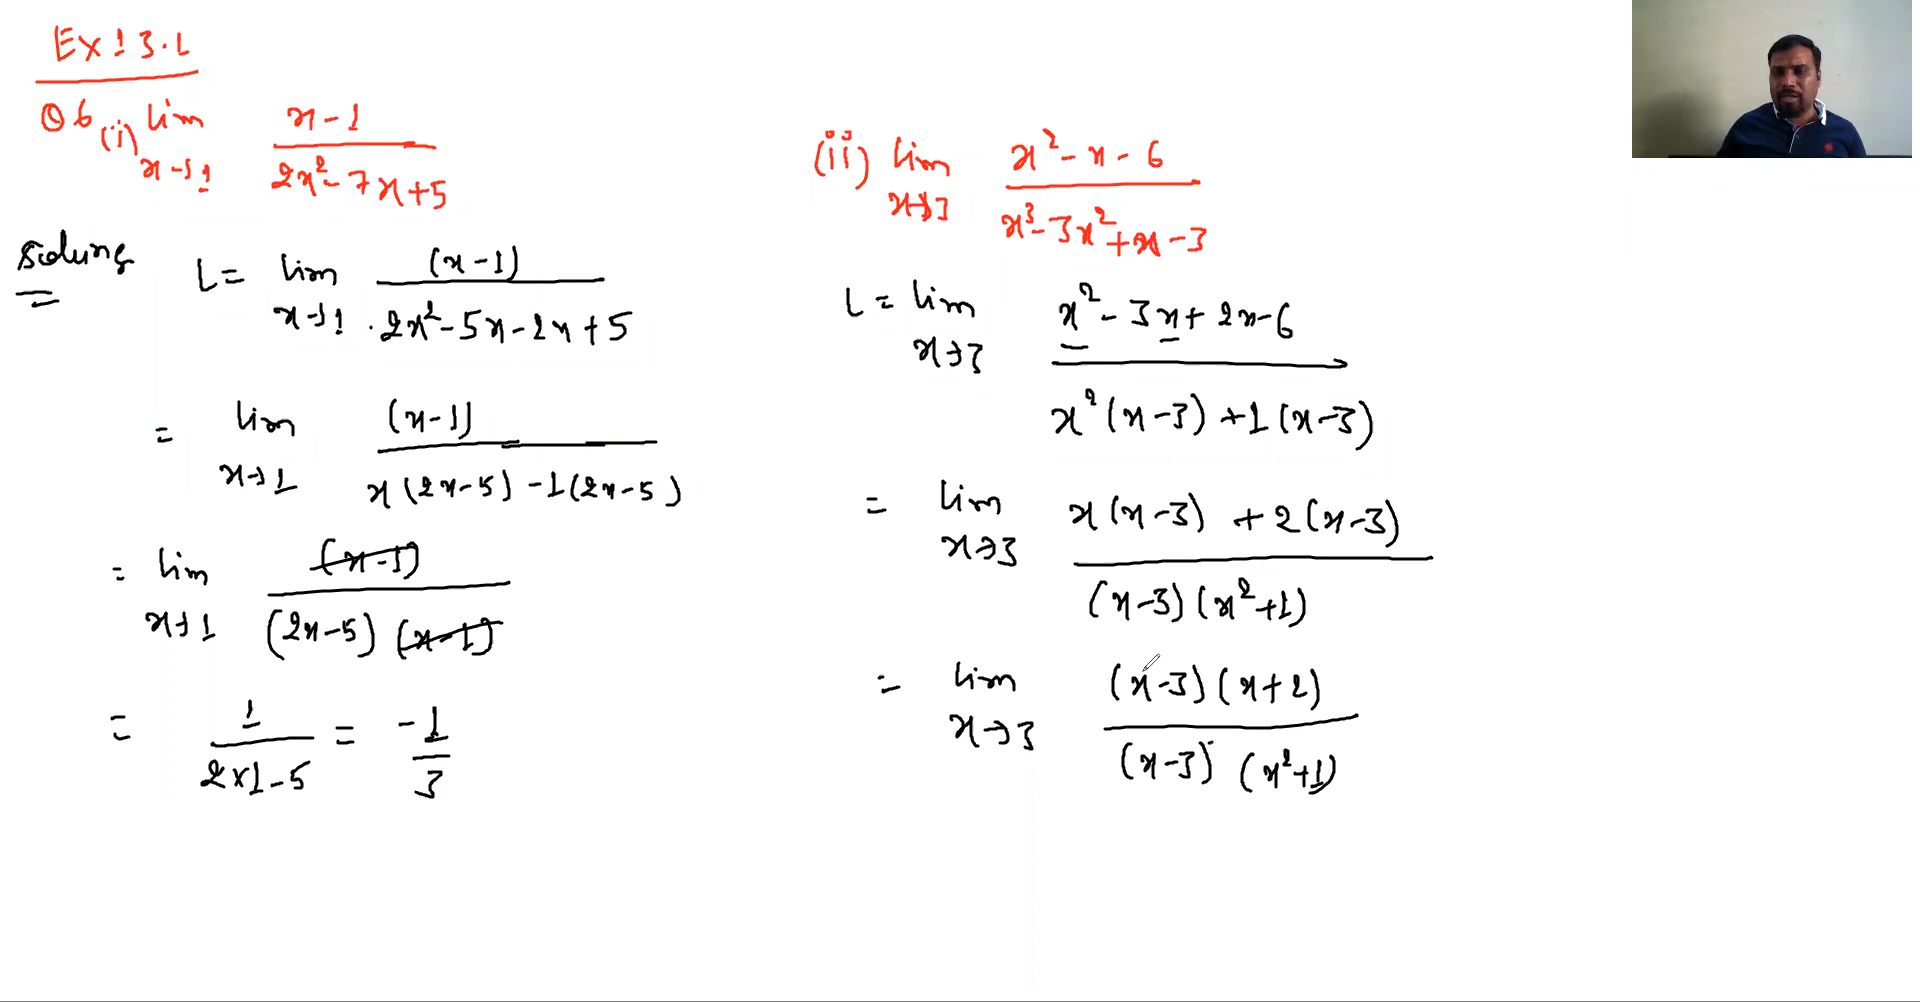 Ex 13.1
Q6 (i) lim x→1 (x-1)/(2x²-7x+5)
L = lim x→1 (x-1)/(2x²-5x-2x+5)
= lim x→1 (x-1)/(x(2x-5)-1(2x-5))
= lim x→1 (x-1)/((2x-5)(x-1))
= 1/(2×1-5) = -1/3
(ii) lim x→3 (x²-x-6)/(x³-3x²+x-3)
L = lim x→3 (x²-3x+2x-6)/(x²(x-3)+1(x-3))
= lim x→3 (x(x-3)+2(x-3))/((x-3)(x²+1))
= lim x→3 ((x-3)(x+2))/((x-3)(x²+1))